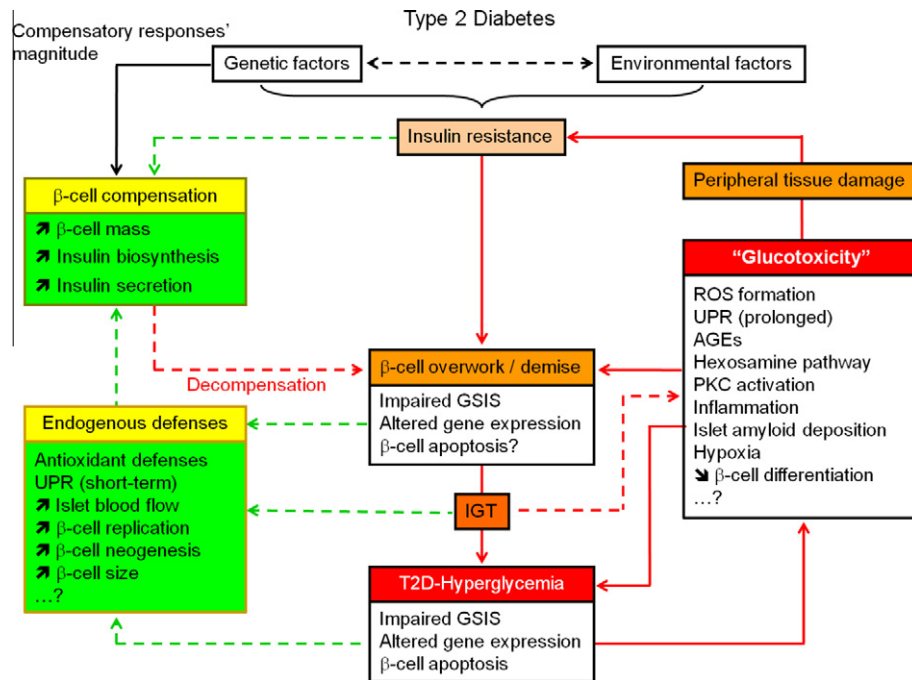 Type 2 Diabetes
Compensatory responses'
magnitude
Genetic factors
Environmental factors
Insulin resistance
Peripheral tissue damage
β-cell compensation
↗ β-cell mass
↗ Insulin biosynthesis
↗ Insulin secretion
"Glucotoxicity"
ROS formation
UPR (prolonged)
AGEs
Hexosamine pathway
PKC activation
Inflammation
Islet amyloid deposition
Hypoxia
↘ β-cell differentiation
...?
Decompensation
β-cell overwork / demise
Impaired GSIS
Altered gene expression
β-cell apoptosis?
Endogenous defenses
Antioxidant defenses
UPR (short-term)
↗ Islet blood flow
↗ β-cell replication
↗ β-cell neogenesis
↗ β-cell size
...?
IGT
T2D-Hyperglycemia
Impaired GSIS
Altered gene expression
β-cell apoptosis